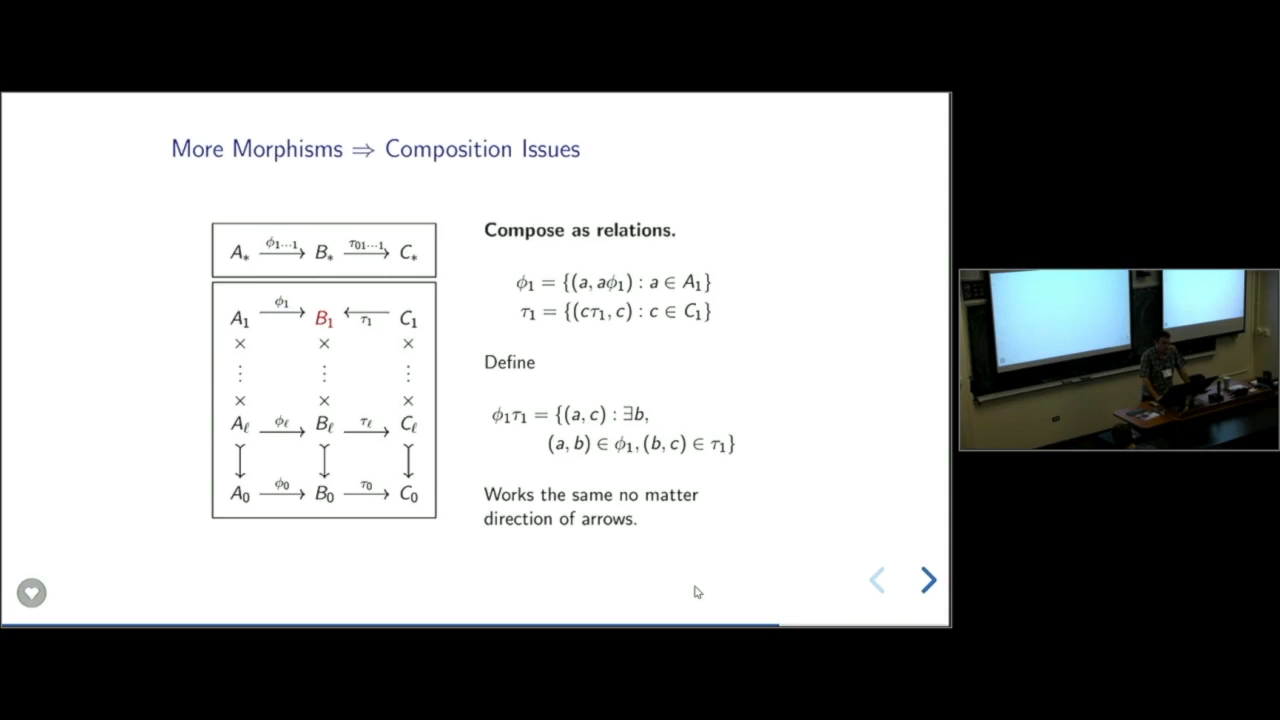 More Morphisms ⇒ Composition Issues
A* —ϕ1···1→ B* —τ01···1→ C*
A1 —ϕ1→ B1 ←τ1— C1
× × ×
⋮ ⋮ ⋮
× × ×
Aℓ —ϕℓ→ Bℓ —τℓ→ Cℓ
A0 —ϕ0→ B0 —τ0→ C0
Compose as relations.
ϕ1 = {(a, aϕ1) : a ∈ A1}
τ1 = {(cτ1, c) : c ∈ C1}
Define
ϕ1τ1 = {(a, c) : ∃b,
(a, b) ∈ ϕ1, (b, c) ∈ τ1}
Works the same no matter
direction of arrows.